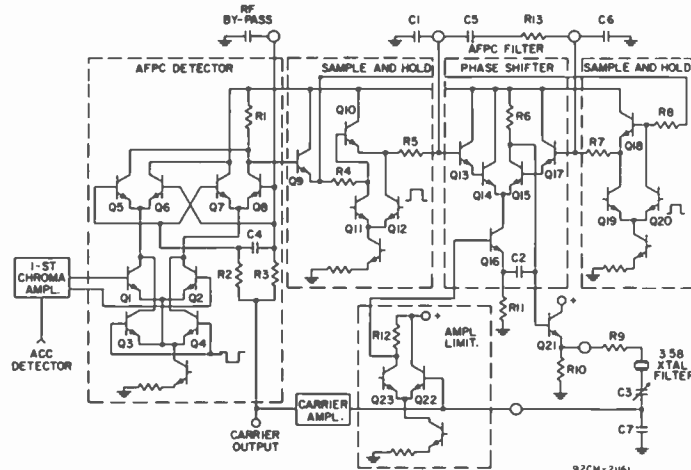 RF
BY-PASS
C1
C5
R13
C6
AFPC FILTER
AFPC DETECTOR
SAMPLE AND HOLD
PHASE SHIFTER
SAMPLE AND HOLD
R1
Q10
R6
R8
R5
R7
Q18
R4
Q5
Q6
Q7
Q8
Q9
Q13
Q14
Q15
Q17
Q11
Q12
Q19
Q20
C4
Q16
C2
1-ST
CHROMA
AMPL.
R2
R3
Q1
Q2
R11
Q3
Q4
R12
+
AMPL
LIMIT.
+
Q21
R9
ACC
DETECTOR
R10
3.58
XTAL
FILTER
Q23
Q22
C3
CARRIER
AMPL.
C7
CARRIER
OUTPUT